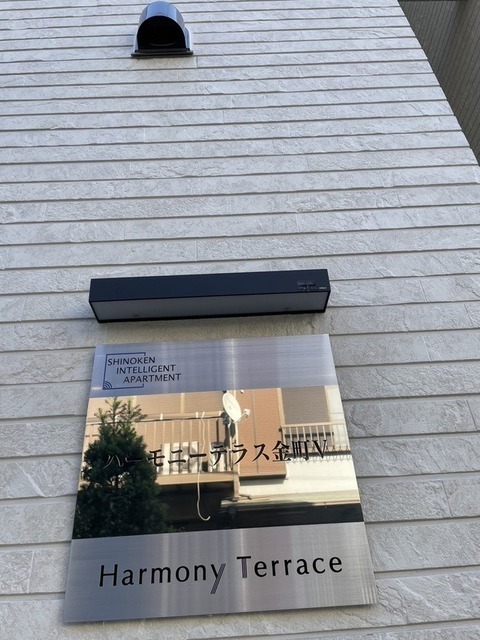 SHINOKEN
INTELLIGENT
APARTMENT
ハーモニーテラス金町V
Harmony Terrace